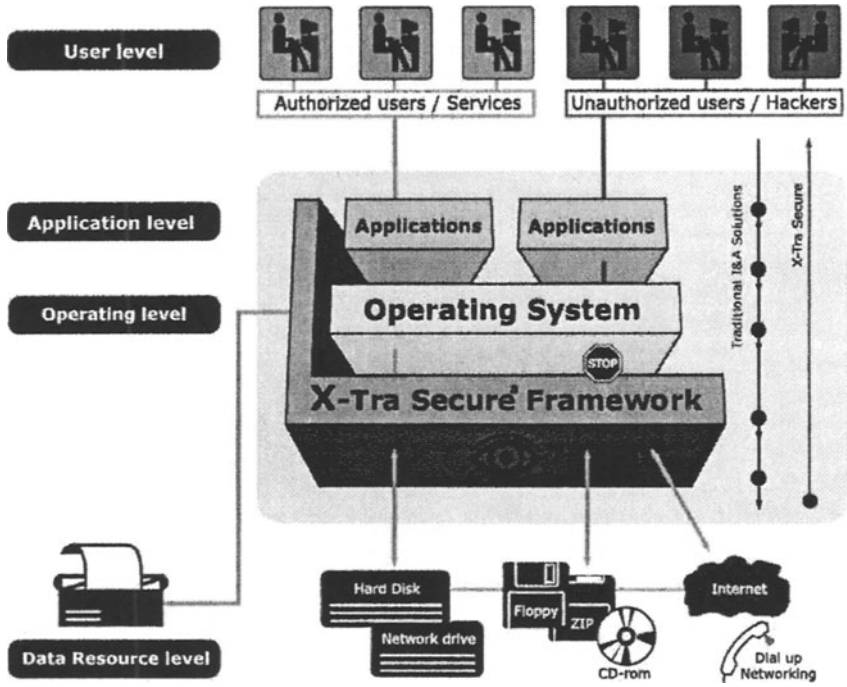 User level
Authorized users / Services
Unauthorized users / Hackers
Application level
Applications
Applications
Operating level
Operating System
STOP
X-Tra Secure Framework
Traditional I&A Solutions
X-Tra Secure
Hard Disk
Network drive
Floppy
ZIP
CD-rom
Internet
Dial up
Networking
Data Resource level